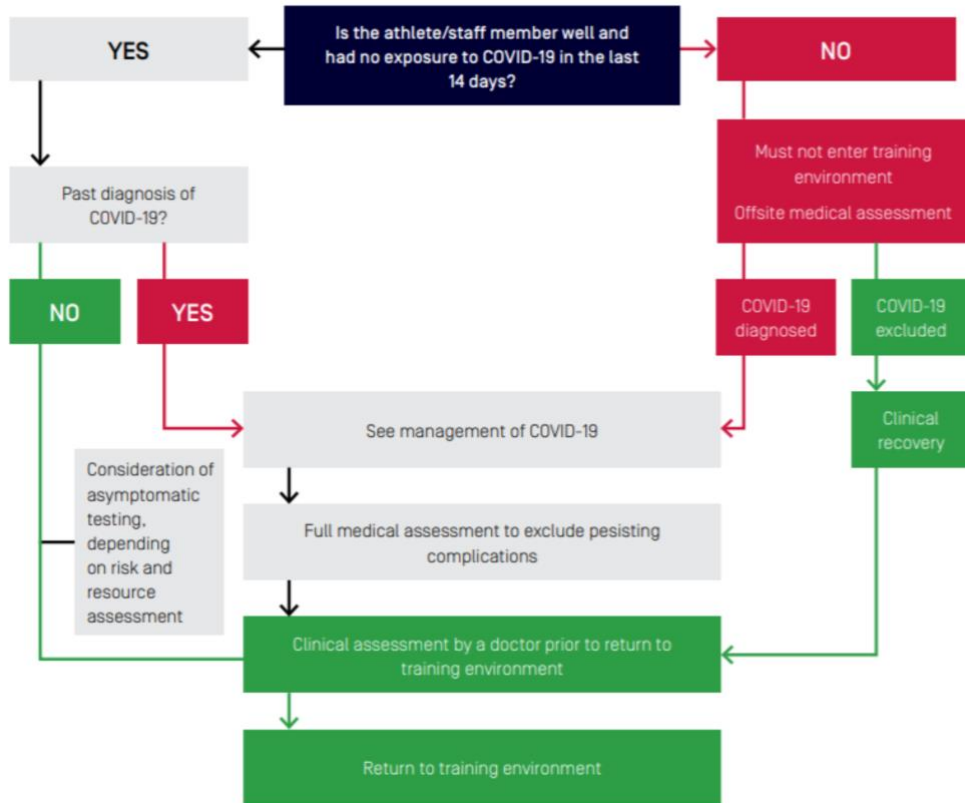 Is the athlete/staff member well and
had no exposure to COVID-19 in the last
14 days?
YES
NO
Past diagnosis of
COVID-19?
Must not enter training
environment
Offsite medical assessment
NO
YES
COVID-19
diagnosed
COVID-19
excluded
See management of COVID-19
Clinical
recovery
Consideration of
asymptomatic
testing,
depending
on risk and
resource
assessment
Full medical assessment to exclude pesisting
complications
Clinical assessment by a doctor prior to return to
training environment
Return to training environment